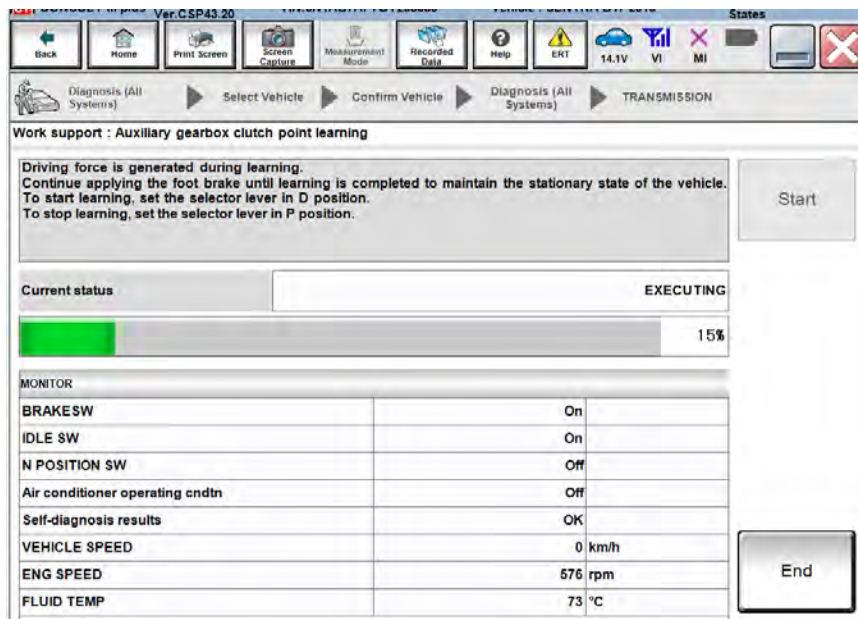 Ver.CSP43.20
States
Back
Home
Print Screen
Screen
Capture
Measurement
Mode
Recorded
Data
Help
ERT
14.1V
VI
MI
Diagnosis (All
Systems)
Select Vehicle
Confirm Vehicle
Diagnosis (All
Systems)
TRANSMISSION
Work support : Auxiliary gearbox clutch point learning
Driving force is generated during learning.
Continue applying the foot brake until learning is completed to maintain the stationary state of the vehicle.
To start learning, set the selector lever in D position.
To stop learning, set the selector lever in P position.
Start
Current status
EXECUTING
15%
MONITOR
BRAKESW On
IDLE SW On
N POSITION SW Off
Air conditioner operating cndtn Off
Self-diagnosis results OK
VEHICLE SPEED 0 km/h
ENG SPEED 576 rpm
FLUID TEMP 73 °C
End